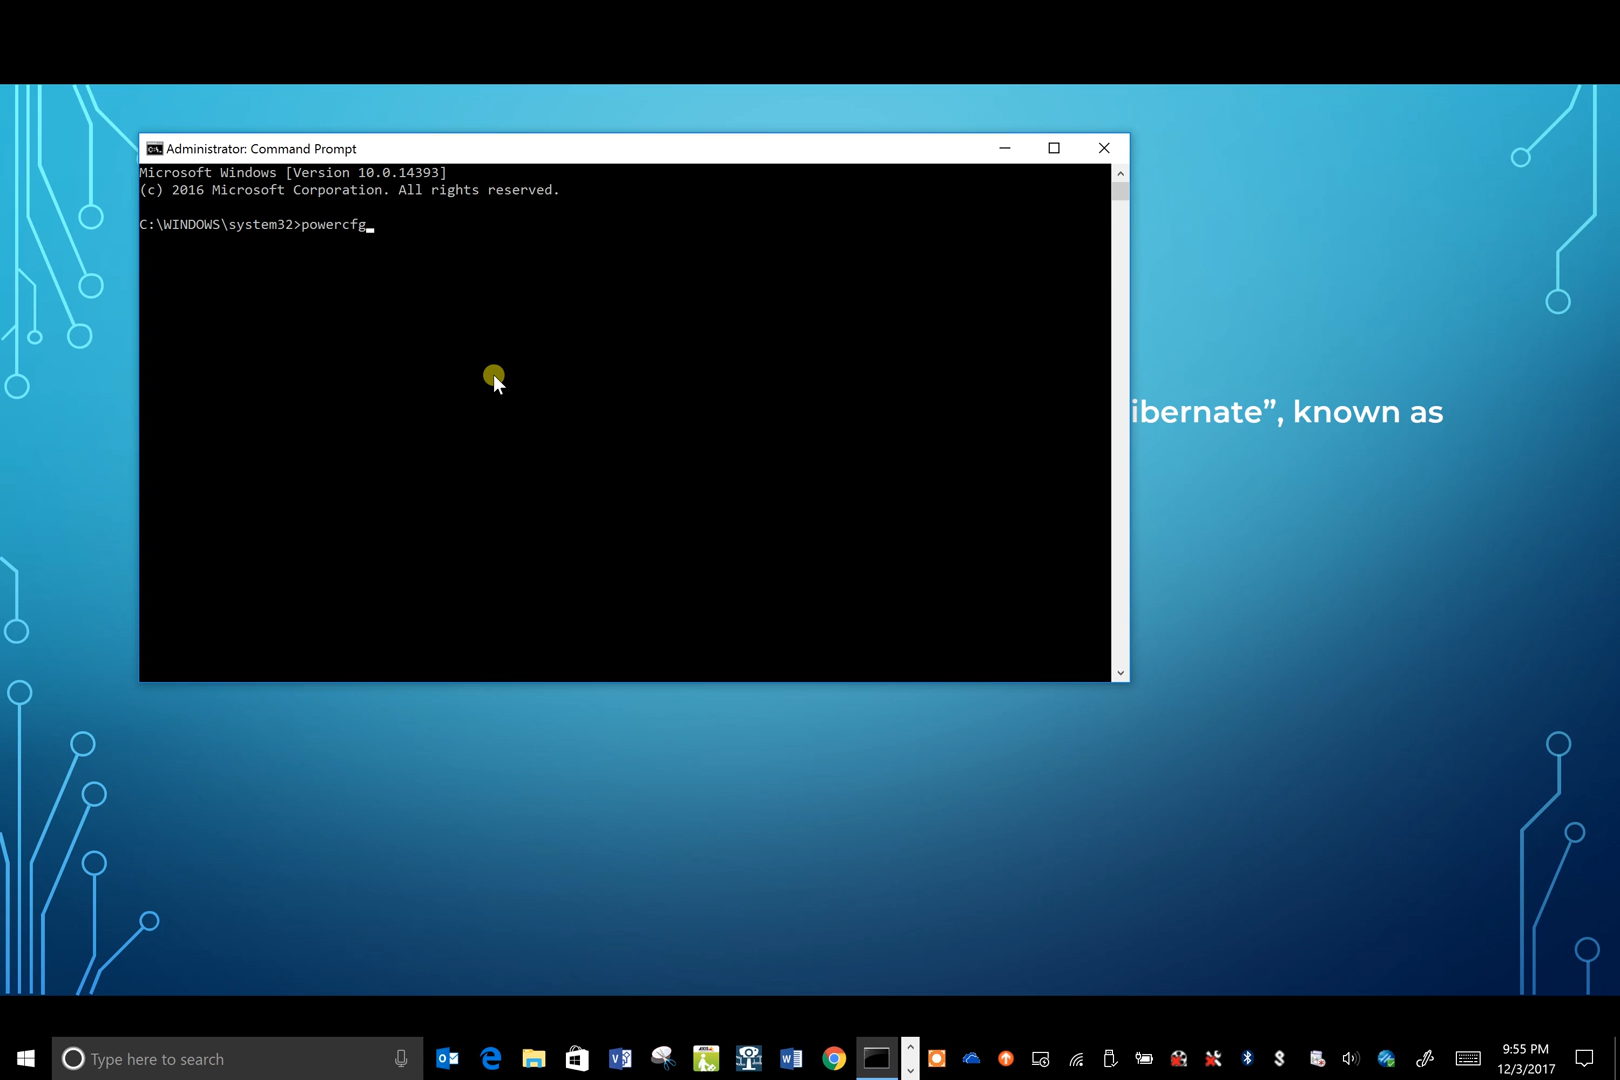 Administrator: Command Prompt
Microsoft Windows [Version 10.0.14393]
(c) 2016 Microsoft Corporation. All rights reserved.
C:\WINDOWS\system32>powercfg_
ibernate”, known as
Type here to search
9:55 PM
12/3/2017